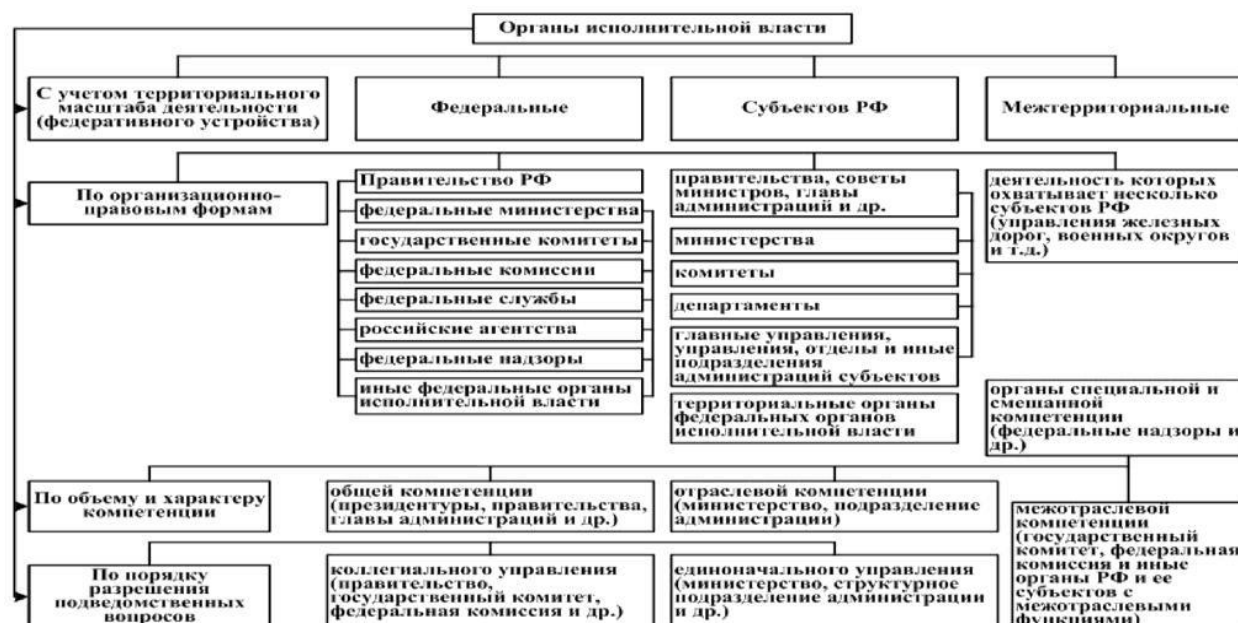 Органы исполнительной власти
С учетом территориального
масштаба деятельности
(федеративного устройства)
Федеральные
Субъектов РФ
Межтерриториальные
По организационно-
правовым формам
Правительство РФ
федеральные министерства
государственные комитеты
федеральные комиссии
федеральные службы
российские агентства
федеральные надзоры
иные федеральные органы
исполнительной власти
правительства, советы
министров, главы
администраций и др.
министерства
комитеты
департаменты
главные управления,
управления, отделы и иные
подразделения
администраций субъектов
территориальные органы
федеральных органов
исполнительной власти
деятельность которых
охватывает несколько
субъектов РФ
(управления железных
дорог, военных округов
и т.д.)
органы специальной и
смешанной
компетенции
(федеральные надзоры и
др.)
По объему и характеру
компетенции
общей компетенции
(президентуры, правительства,
главы администраций и др.)
отраслевой компетенции
(министерство, подразделение
администрации)
межотраслевой
компетенции
(государственный
комитет, федеральная
комиссия и иные
органы РФ и ее
субъектов с
межотраслевыми
функциями)
По порядку
разрешения
подведомственных
вопросов
коллегиального управления
(правительство,
государственный комитет,
федеральная комиссия и др.)
единоначального управления
(министерство, структурное
подразделение администрации
и др.)